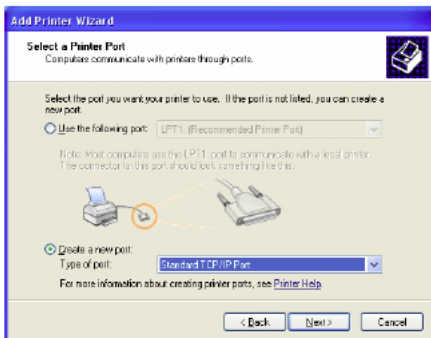 Add Printer Wizard
Select a Printer Port
Computers communicate with printers through ports.
Select the port you want your printer to use. If the port is not listed, you can create a
new port.
Use the following port: LPT1: (Recommended Printer Port)
Note: Most computers use the LPT1: port to communicate with a local printer.
The connector for this port should look something like this:
Create a new port:
Type of port: Standard TCP/IP Port
For more information about creating printer ports, see Printer Help.
< Back Next > Cancel